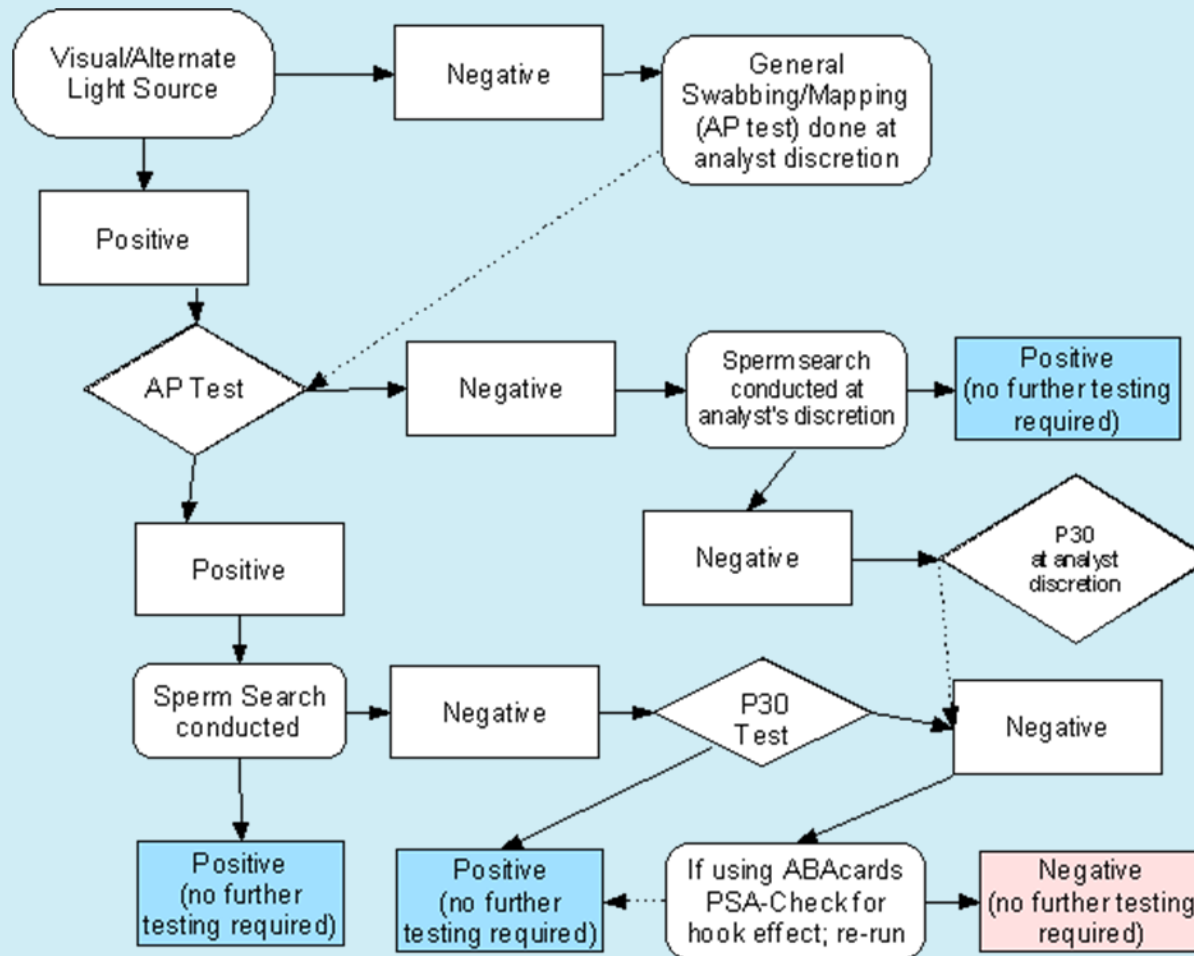 Visual/Alternate
Light Source
Negative
General
Swabbing/Mapping
(AP test) done at
analyst discretion
Positive
AP Test
Negative
Sperm search
conducted at
analyst's discretion
Positive
(no further testing
required)
Positive
Negative
P30
at analyst
discretion
Sperm Search
conducted
Negative
P30
Test
Negative
Positive
(no further
testing required)
Positive
(no further
testing required)
If using ABAcards
PSA-Check for
hook effect; re-run
Negative
(no further testing
required)